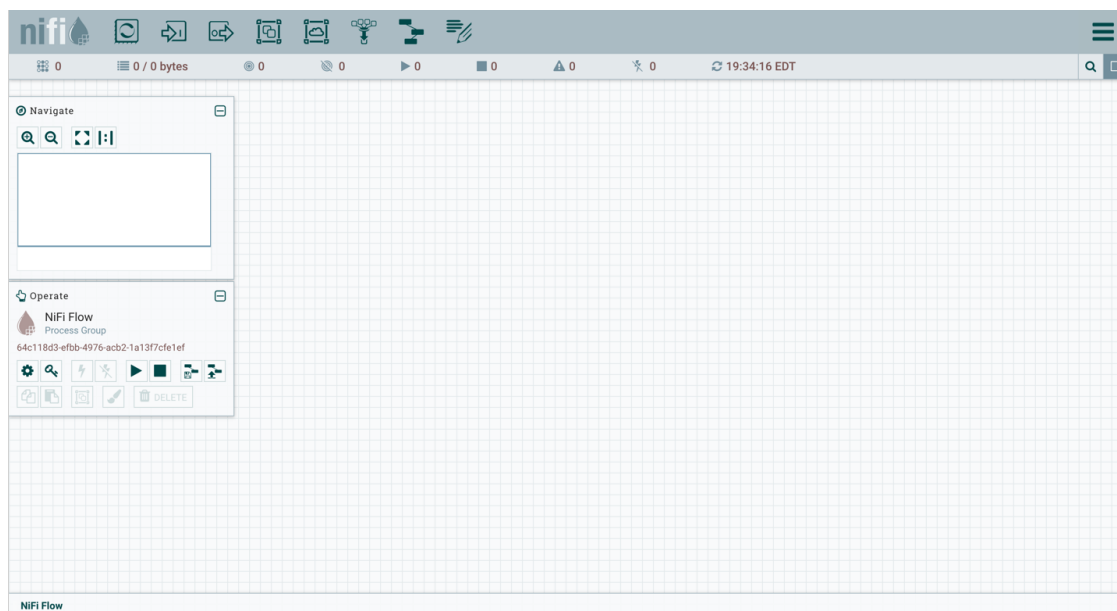 nifi
0
0 / 0 bytes
0
0
0
0
0
0
19:34:16 EDT
Navigate
Operate
NiFi Flow
Process Group
64c118d3-efbb-4976-acb2-1a13f7cfe1ef
DELETE
NiFi Flow